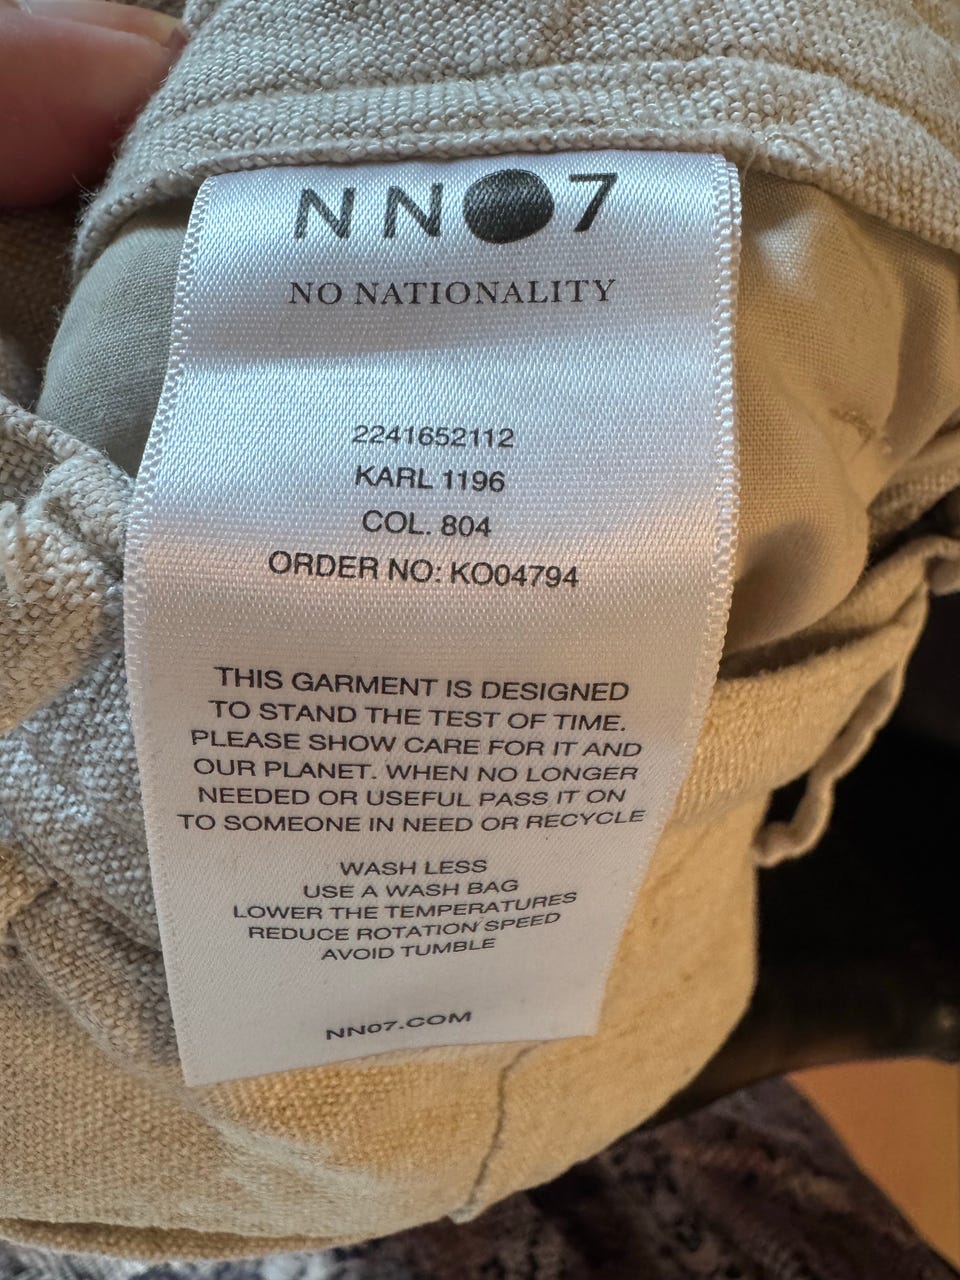 NN07
NO NATIONALITY
2241652112
KARL 1196
COL. 804
ORDER NO: KO04794
THIS GARMENT IS DESIGNED
TO STAND THE TEST OF TIME.
PLEASE SHOW CARE FOR IT AND
OUR PLANET. WHEN NO LONGER
NEEDED OR USEFUL PASS IT ON
TO SOMEONE IN NEED OR RECYCLE
WASH LESS
USE A WASH BAG
LOWER THE TEMPERATURES
REDUCE ROTATION SPEED
AVOID TUMBLE
NN07.COM